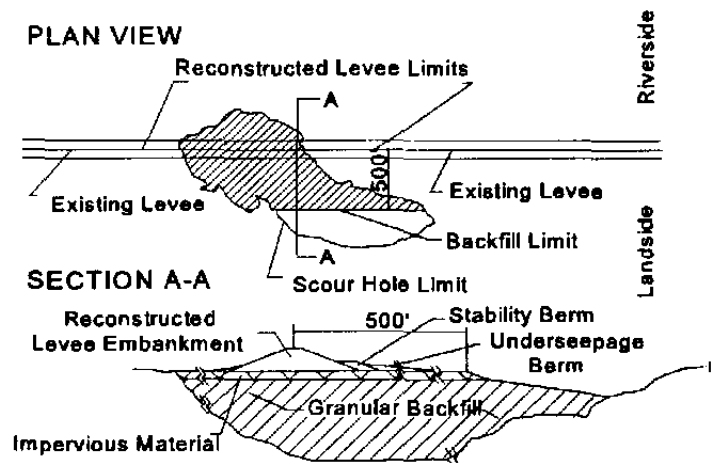 PLAN VIEW
Riverside
Reconstructed Levee Limits
A
500'
Existing Levee
Existing Levee
Backfill Limit
A
Scour Hole Limit
Landside
SECTION A-A
Reconstructed
Levee Embankment
500'
Stability Berm
Underseepage
Berm
Granular Backfill
Impervious Material